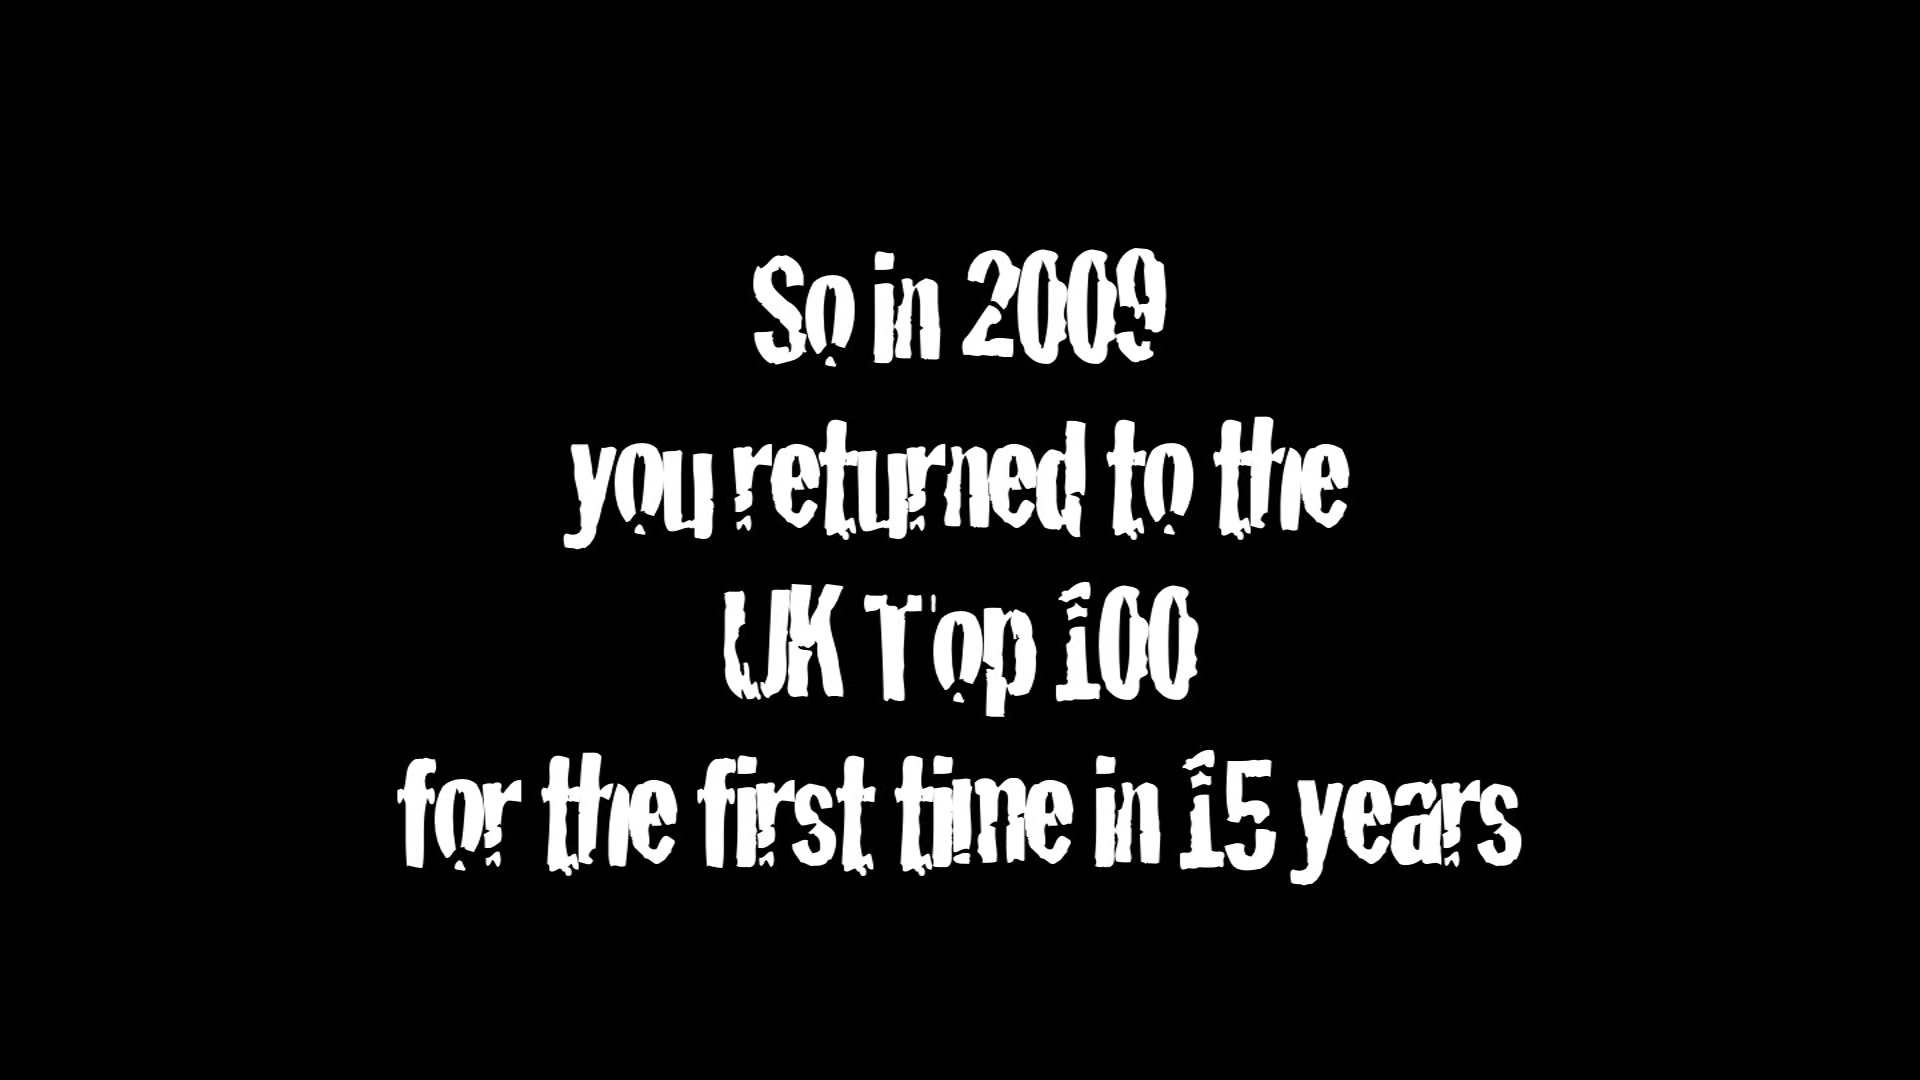 So in 2009
you returned to the
UK Top 100
for the first time in 15 years